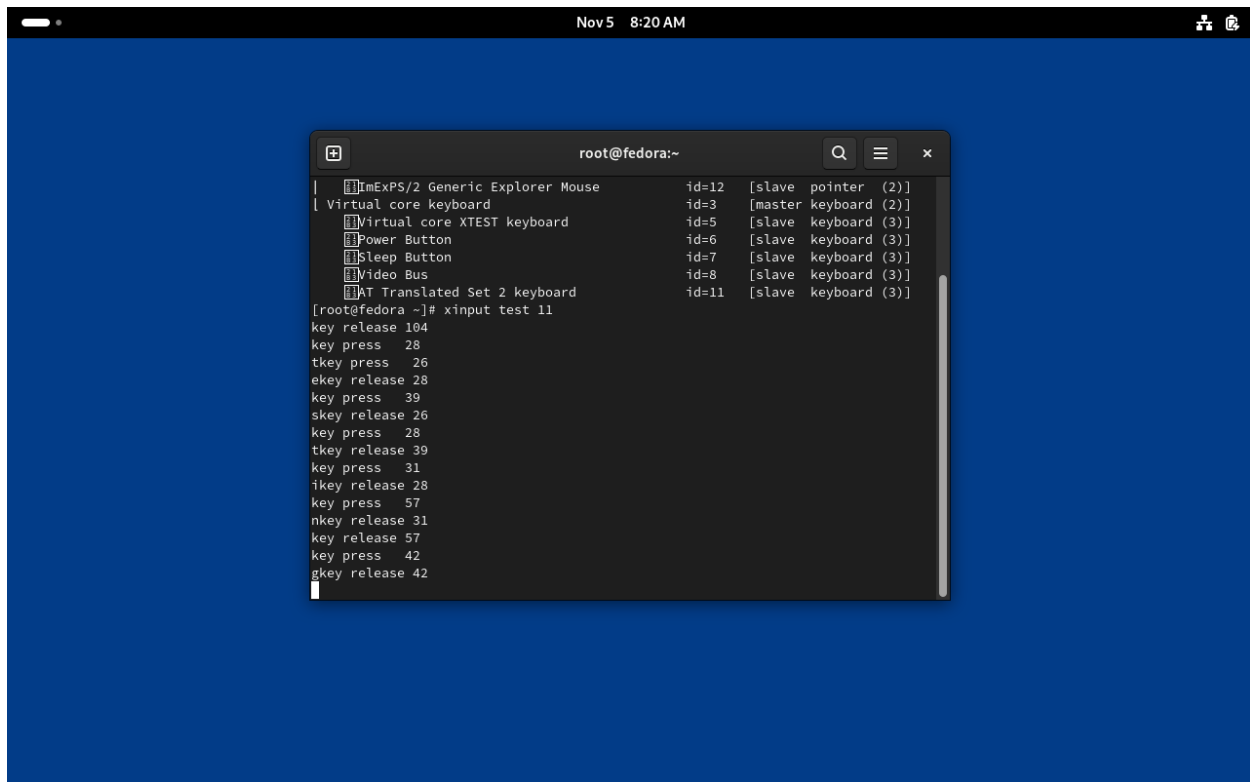 Nov 5 8:20 AM
root@fedora:~
| ImExPS/2 Generic Explorer Mouse id=12 [slave pointer (2)]
⌊ Virtual core keyboard id=3 [master keyboard (2)]
Virtual core XTEST keyboard id=5 [slave keyboard (3)]
Power Button id=6 [slave keyboard (3)]
Sleep Button id=7 [slave keyboard (3)]
Video Bus id=8 [slave keyboard (3)]
AT Translated Set 2 keyboard id=11 [slave keyboard (3)]
[root@fedora ~]# xinput test 11
key release 104
key press 28
tkey press 26
ekey release 28
key press 39
skey release 26
key press 28
tkey release 39
key press 31
ikey release 28
key press 57
nkey release 31
key release 57
key press 42
gkey release 42